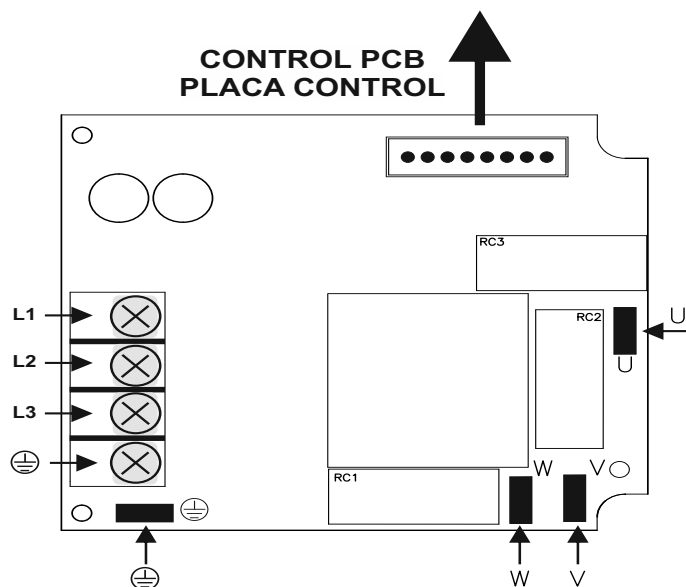 CONTROL PCB
PLACA CONTROL
RC3
L1
RC2
U
L2
U
L3
W V
RC1
W V